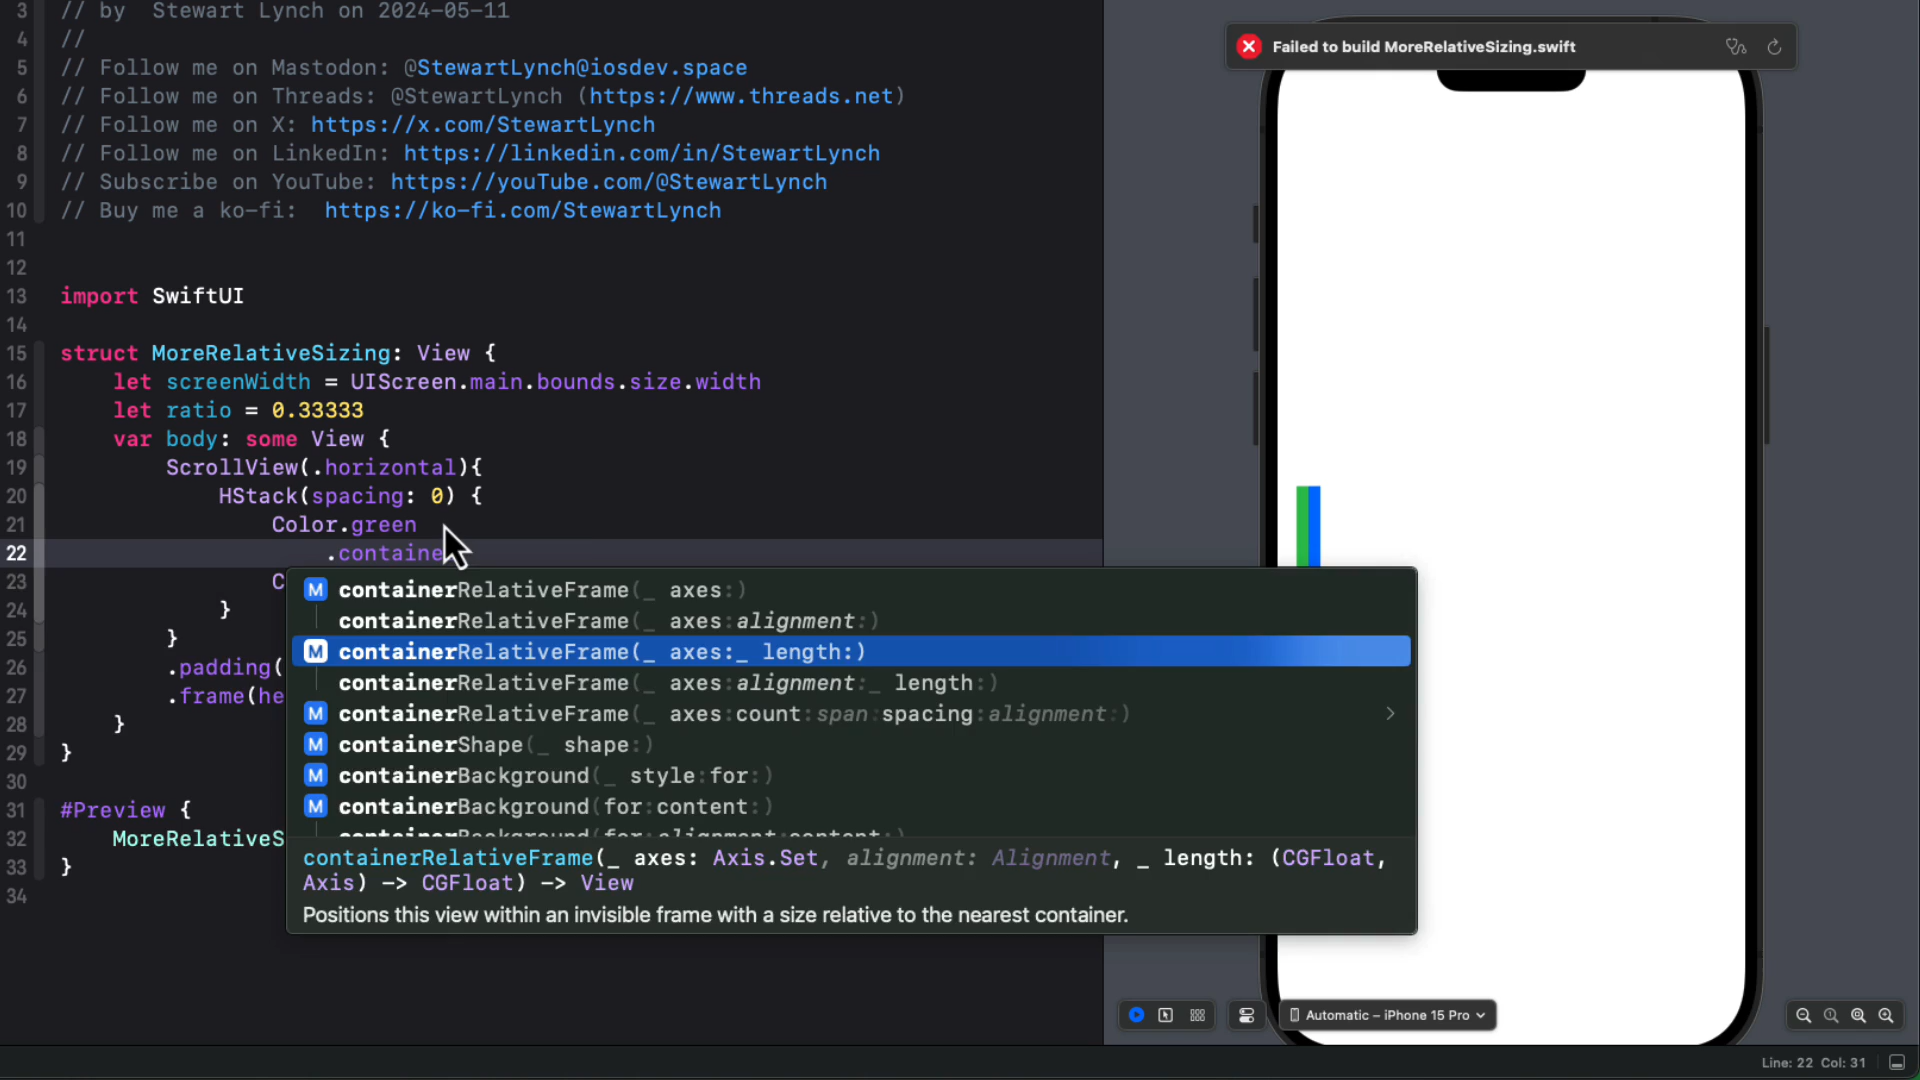 3 // by  Stewart Lynch on 2024-05-11
4 //
5 // Follow me on Mastodon: @StewartLynch@iosdev.space
6 // Follow me on Threads: @StewartLynch (https://www.threads.net)
7 // Follow me on X: https://x.com/StewartLynch
8 // Follow me on LinkedIn: https://linkedin.com/in/StewartLynch
9 // Subscribe on YouTube: https://youTube.com/@StewartLynch
10 // Buy me a ko-fi:  https://ko-fi.com/StewartLynch
11
12
13 import SwiftUI
14
15 struct MoreRelativeSizing: View {
16 let screenWidth = UIScreen.main.bounds.size.width
17 let ratio = 0.33333
18 var body: some View {
19 ScrollView(.horizontal){
20 HStack(spacing: 0) {
21 Color.green
22 .containe
23 C
24 }
25 }
26 .padding(
27 .frame(he
28 }
29 }
30
31 #Preview {
32 MoreRelativeS
33 }
34
M containerRelativeFrame(_ axes:)
containerRelativeFrame(_ axes:alignment:)
M containerRelativeFrame(_ axes:_ length:)
containerRelativeFrame(_ axes:alignment:_ length:)
M containerRelativeFrame(_ axes:count:span:spacing:alignment:)
M containerShape(_ shape:)
M containerBackground(_ style:for:)
M containerBackground(for:content:)
containerBackground(for:alignment:content:)
containerRelativeFrame(_ axes: Axis.Set, alignment: Alignment, _ length: (CGFloat,
Axis) -> CGFloat) -> View
Positions this view within an invisible frame with a size relative to the nearest container.
Failed to build MoreRelativeSizing.swift
Automatic – iPhone 15 Pro
Line: 22 Col: 31